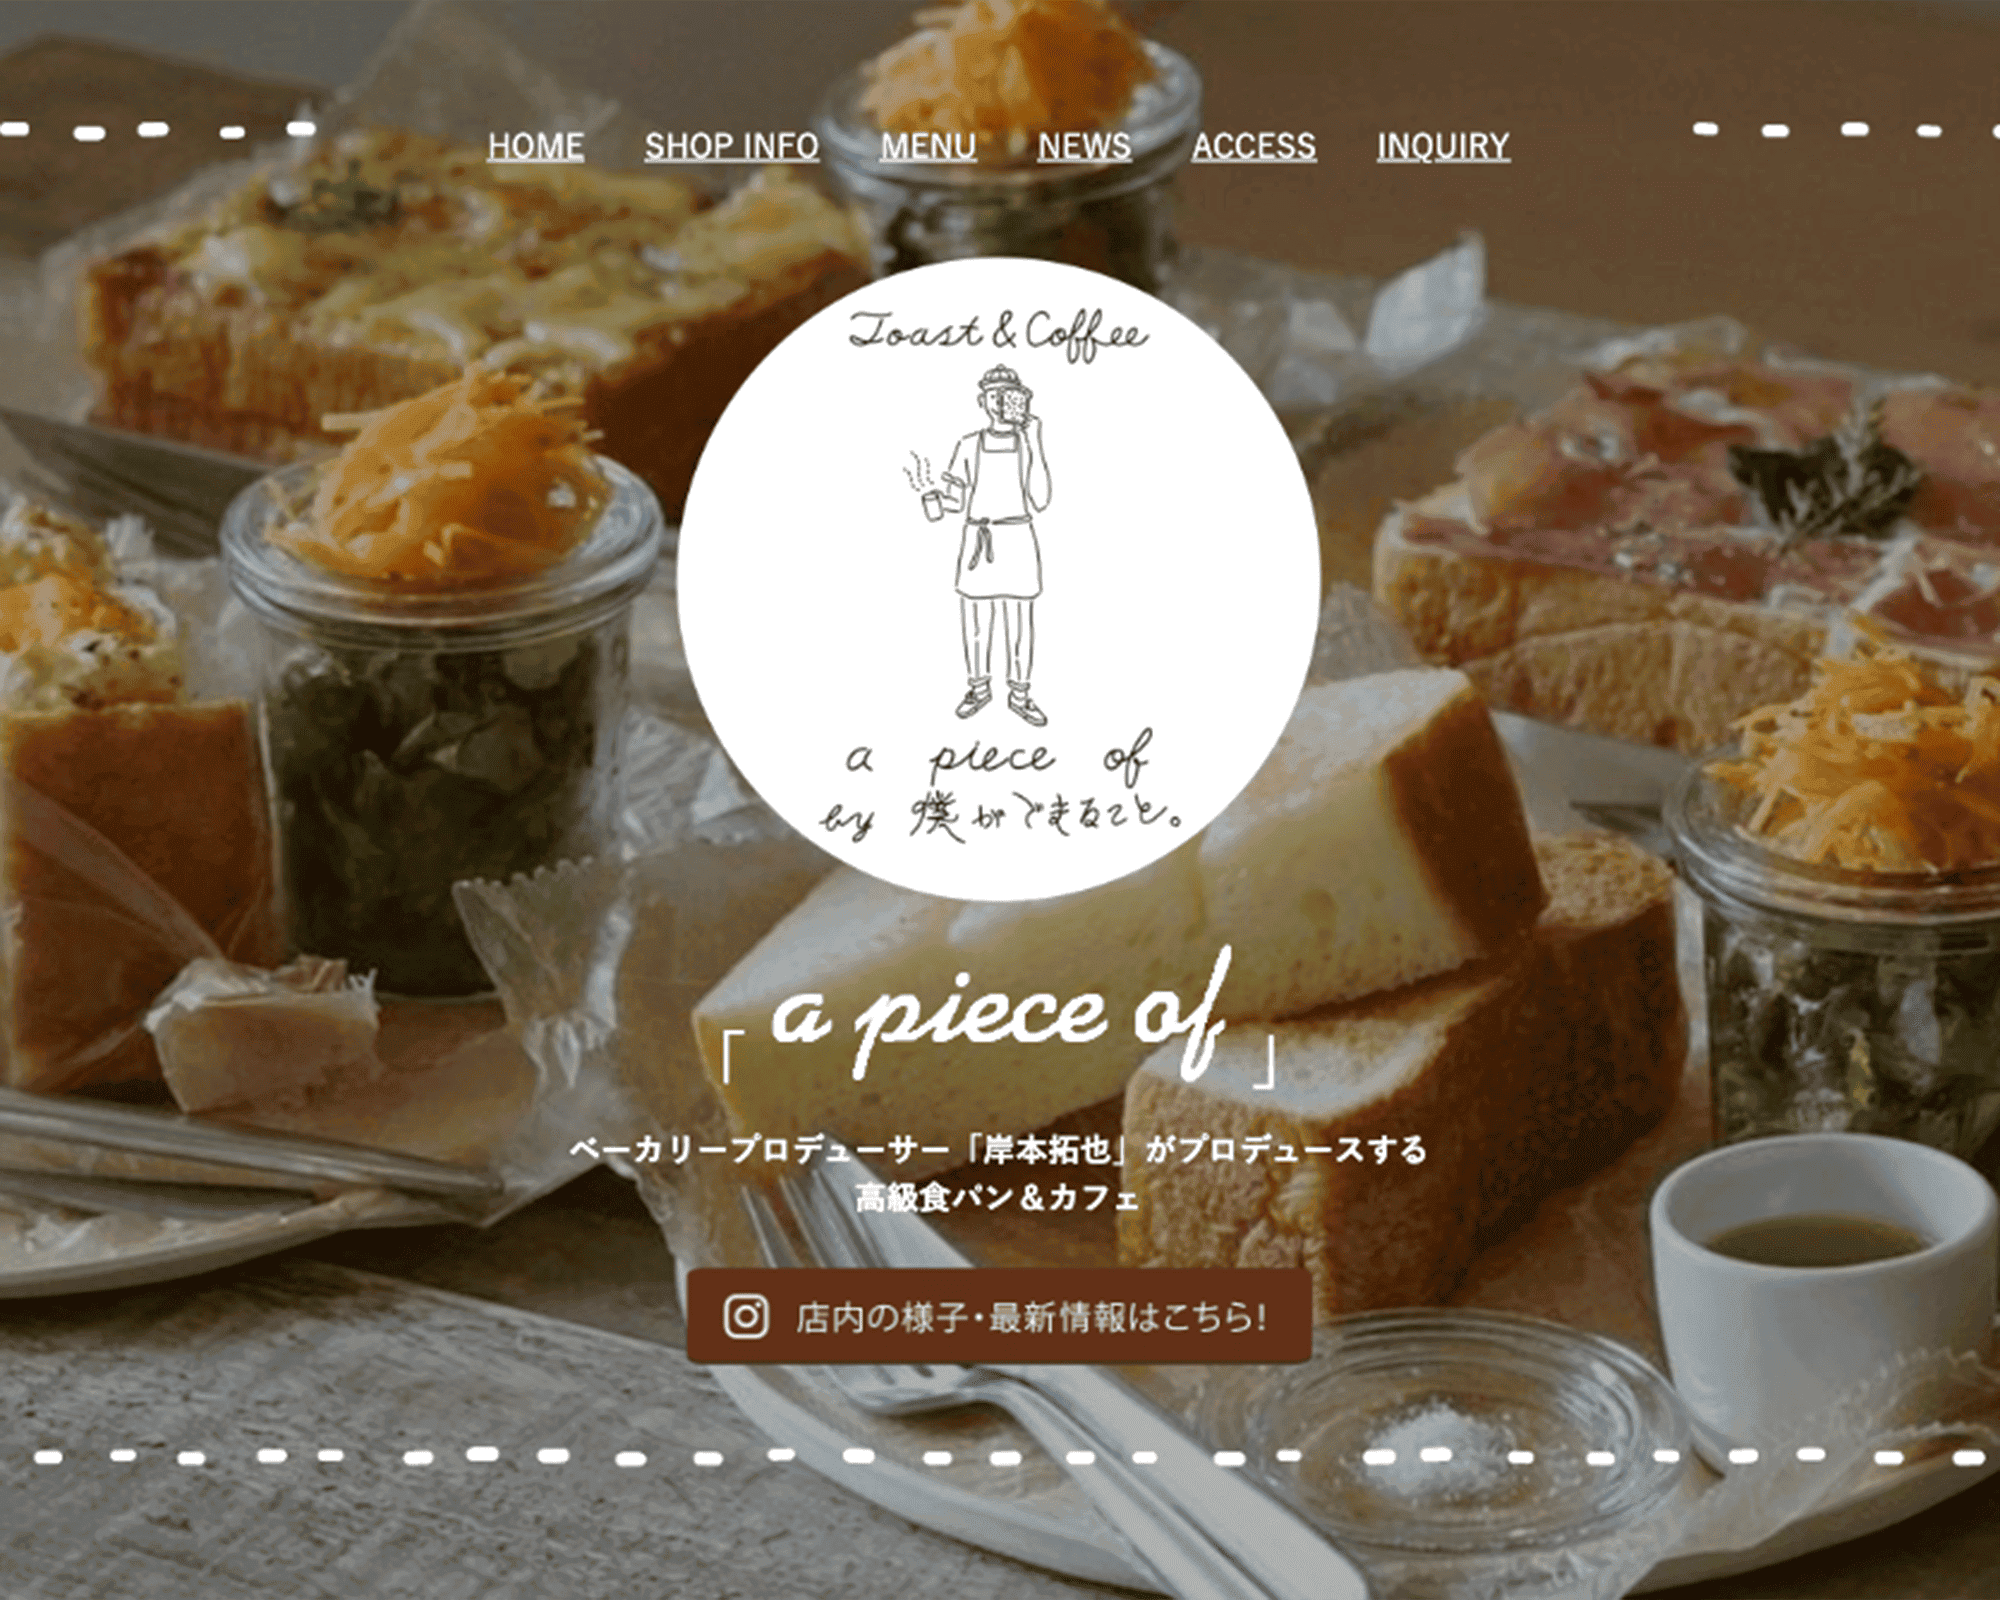 HOME SHOP INFO MENU NEWS ACCESS INQUIRY
Toast & Coffee
a piece of
by 僕ができること。
「a piece of」
ベーカリープロデューサー「岸本拓也」がプロデュースする
高級食パン＆カフェ
店内の様子・最新情報はこちら!